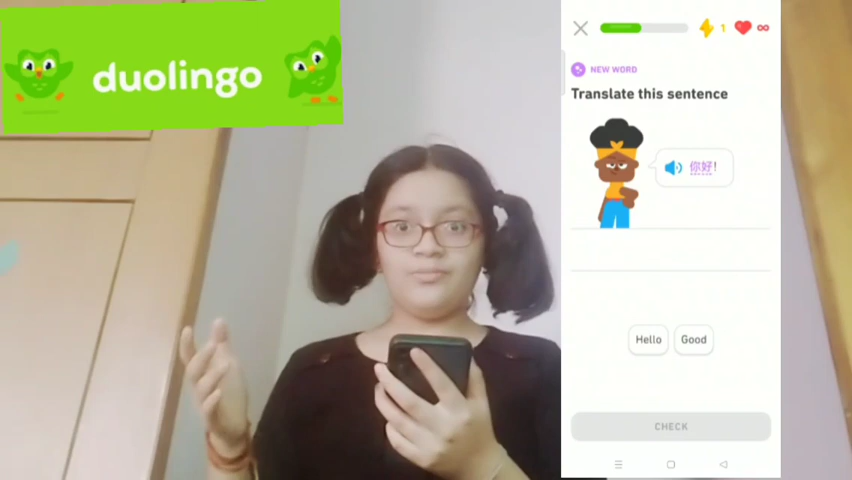 duolingo
1
NEW WORD
Translate this sentence
你好!
Hello Good
CHECK